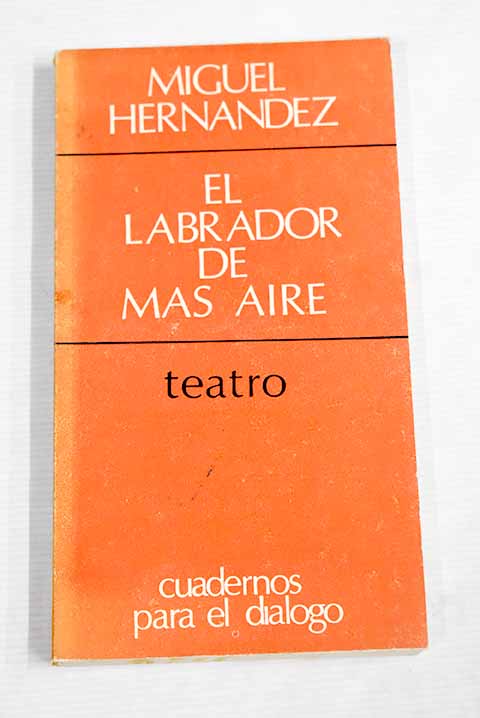 MIGUEL
HERNANDEZ
EL
LABRADOR
DE
MAS AIRE
teatro
cuadernos
para el dialogo